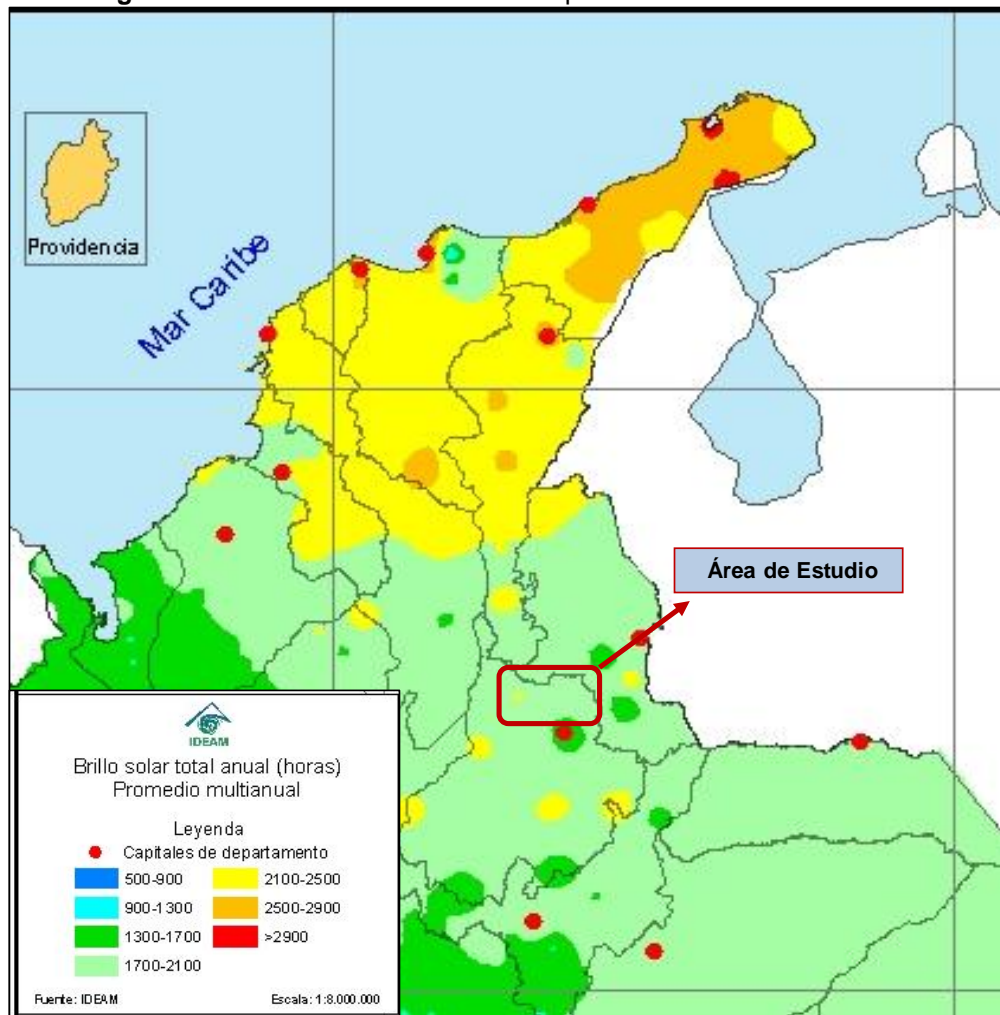 Providencia
Mar Caribe
Área de Estudio
IDEAM
Brillo solar total anual (horas)
Promedio multianual
Leyenda
Capitales de departamento
500-900
2100-2500
900-1300
2500-2900
1300-1700
>2900
1700-2100
Fuente: IDEAM
Escala: 1:8.000.000